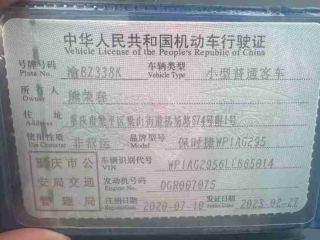 中华人民共和国机动车行驶证
Vehicle License of the People's Republic of China
号牌号码 渝BZ338K 车辆类型 小型普通客车
Plate No. Vehicle Type
所有人 熊荣春
Owner
住址
Address
使用性质 非营运 品牌型号 保时捷WP1AG295
Use Character Model
重庆市公 车辆识别代号
VIN
安局交通 发动机号码 DGR007075
Engine No.
管理 注册日期 2020-07-10 发证日期 2023-02-27